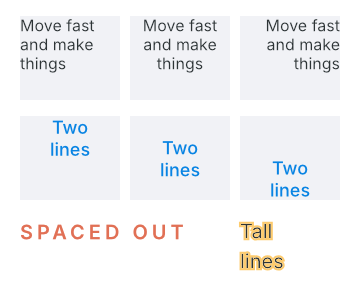 Move fast
and make
things
Move fast
and make
things
Move fast
and make
things
Two
lines
Two
lines
Two
lines
SPACED OUT
Tall
lines